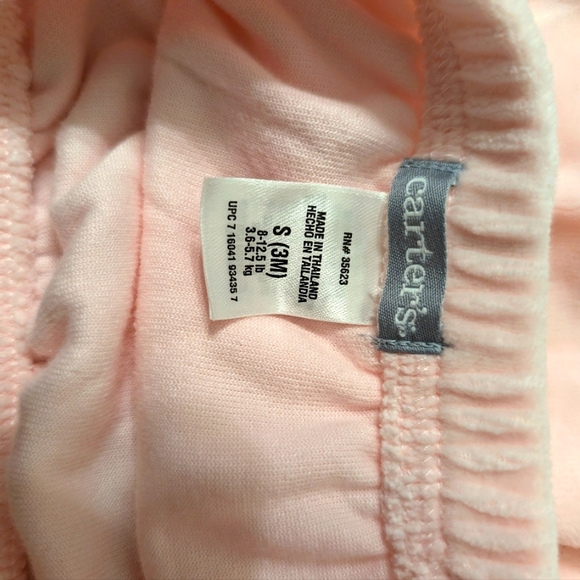 carter's
RN# 35623
MADE IN THAILAND
HECHO EN TAILANDIA
S (3M)
8-12.5 lb
3.6-5.7 kg
UPC 7 16041 93435 7